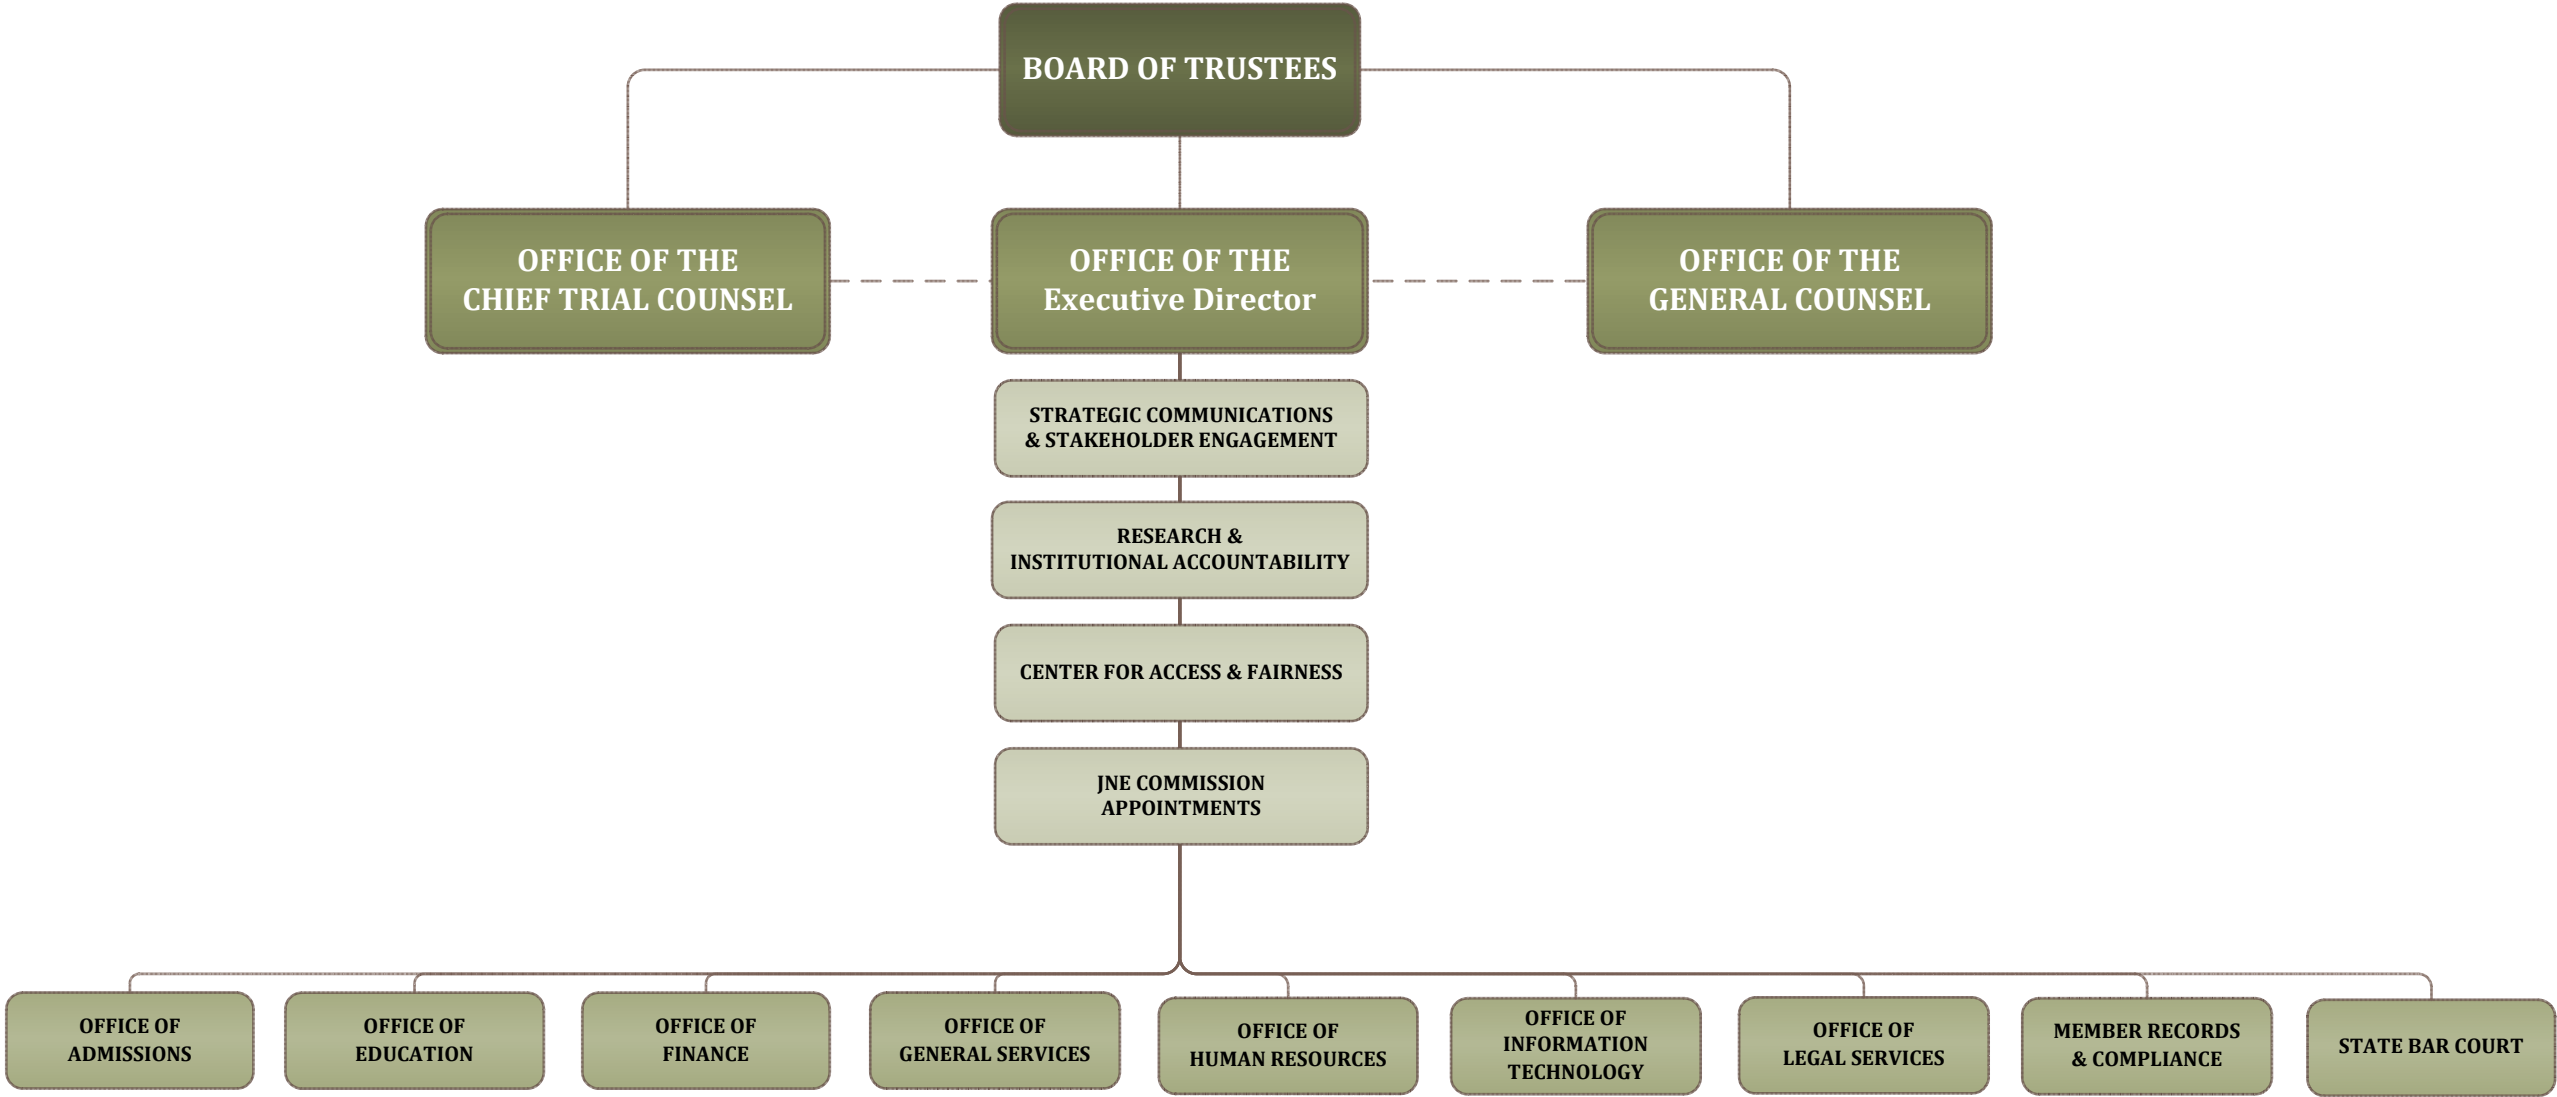 BOARD OF TRUSTEES
OFFICE OF THE
CHIEF TRIAL COUNSEL
OFFICE OF THE
Executive Director
OFFICE OF THE
GENERAL COUNSEL
STRATEGIC COMMUNICATIONS
& STAKEHOLDER ENGAGEMENT
RESEARCH &
INSTITUTIONAL ACCOUNTABILITY
CENTER FOR ACCESS & FAIRNESS
JNE COMMISSION
APPOINTMENTS
OFFICE OF
ADMISSIONS
OFFICE OF
EDUCATION
OFFICE OF
FINANCE
OFFICE OF
GENERAL SERVICES
OFFICE OF
HUMAN RESOURCES
OFFICE OF
INFORMATION
TECHNOLOGY
OFFICE OF
LEGAL SERVICES
MEMBER RECORDS
& COMPLIANCE
STATE BAR COURT